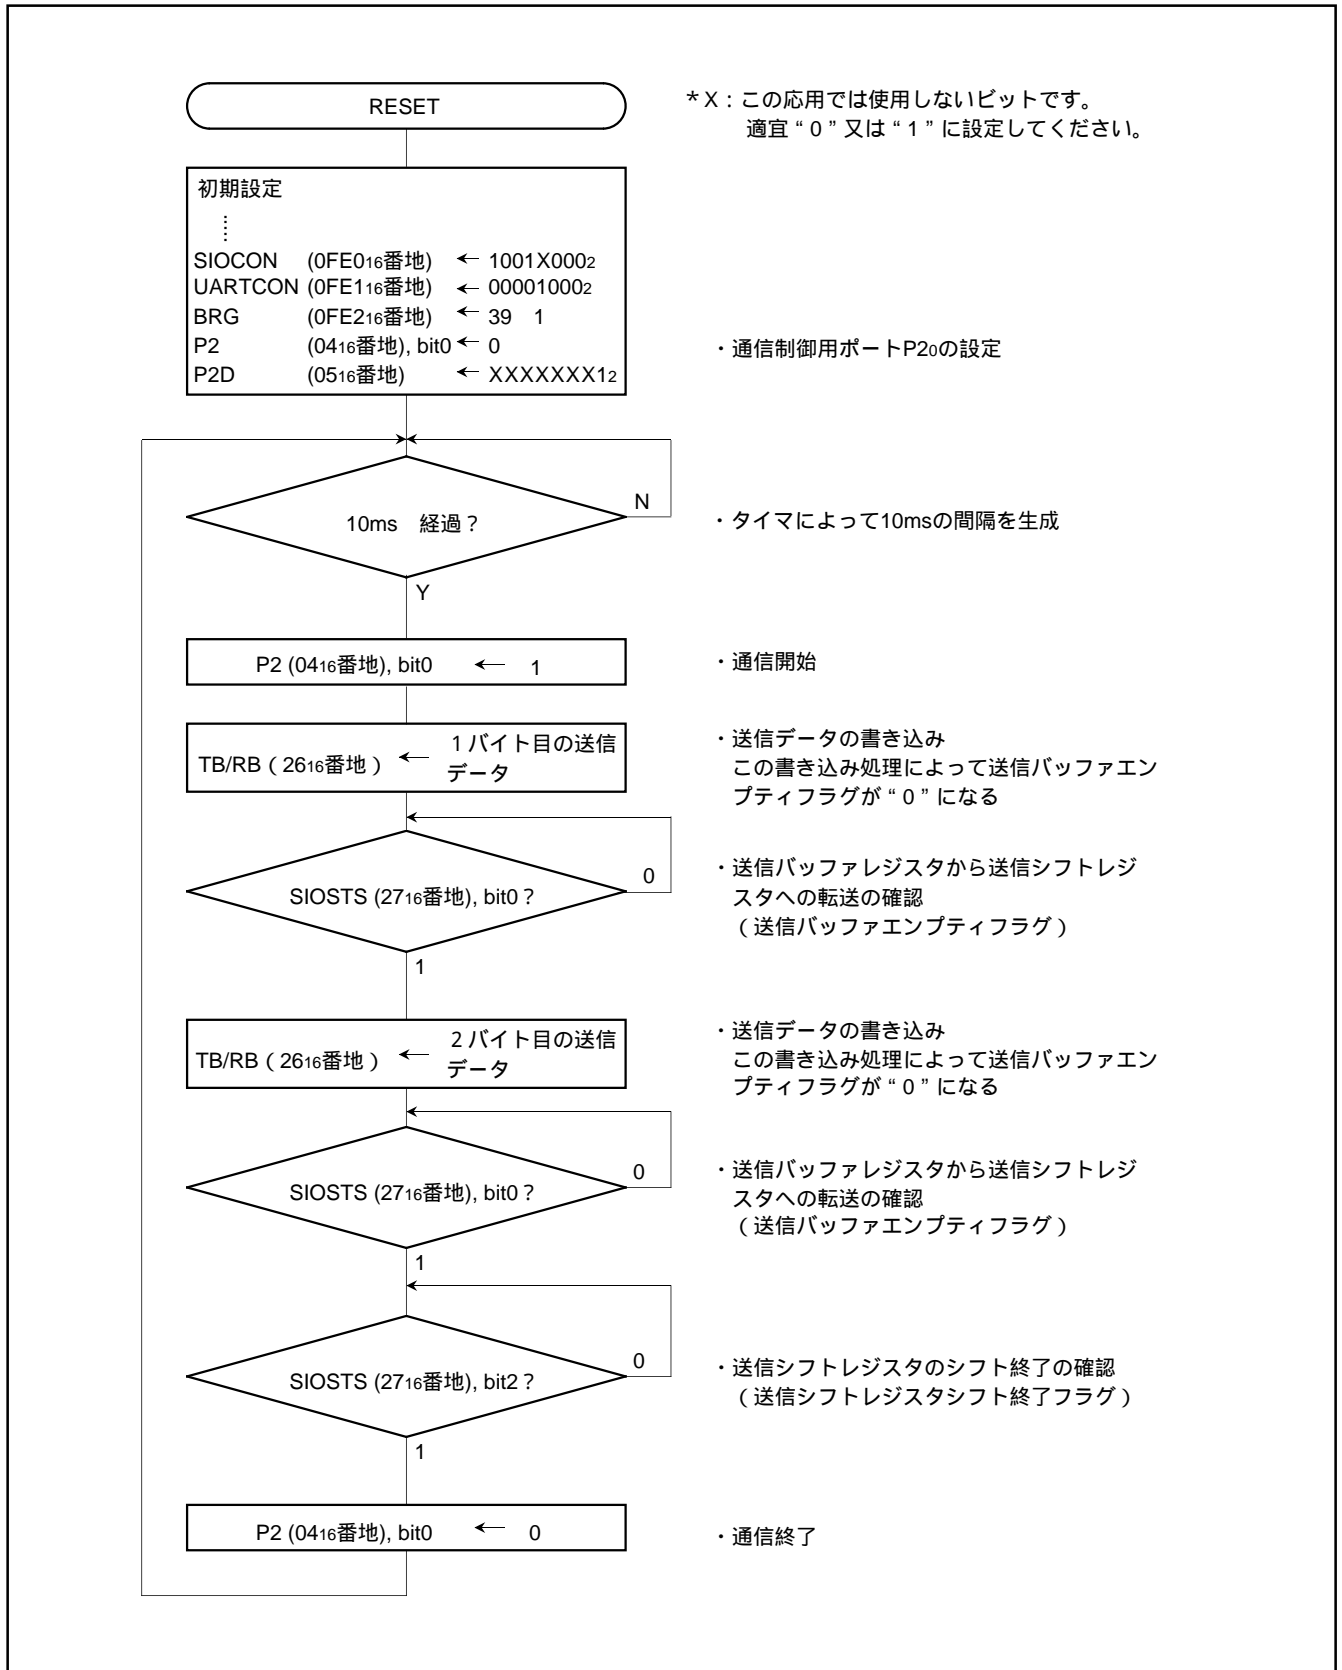 RESET
*X：この応用では使用しないビットです。
適宜“0”又は“1”に設定してください。
初期設定
SIOCON (0FE016番地) ← 1001X0002
UARTCON (0FE116番地) ← 000010002
BRG (0FE216番地) ← 39 1
P2 (0416番地), bit0 ← 0
P2D (0516番地) ← XXXXXXX12
・通信制御用ポートP20の設定
10ms 経過？
N
Y
・タイマによって10msの間隔を生成
P2 (0416番地), bit0 ← 1
・通信開始
TB/RB（2616番地） ← 1バイト目の送信
データ
・送信データの書き込み
この書き込み処理によって送信バッファエン
プティフラグが“0”になる
SIOSTS (2716番地), bit0？
0
1
・送信バッファレジスタから送信シフトレジ
スタへの転送の確認
（送信バッファエンプティフラグ）
TB/RB（2616番地） ← 2バイト目の送信
データ
・送信データの書き込み
この書き込み処理によって送信バッファエン
プティフラグが“0”になる
SIOSTS (2716番地), bit0？
0
1
・送信バッファレジスタから送信シフトレジ
スタへの転送の確認
（送信バッファエンプティフラグ）
SIOSTS (2716番地), bit2？
0
1
・送信シフトレジスタのシフト終了の確認
（送信シフトレジスタシフト終了フラグ）
P2 (0416番地), bit0 ← 0
・通信終了